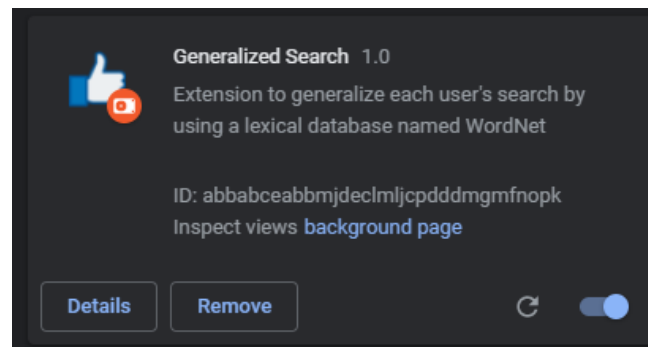 Generalized Search 1.0
Extension to generalize each user's search by
using a lexical database named WordNet
ID: abbabceabbmjdeclmljcpdddmgmfnopk
Inspect views background page
Details Remove